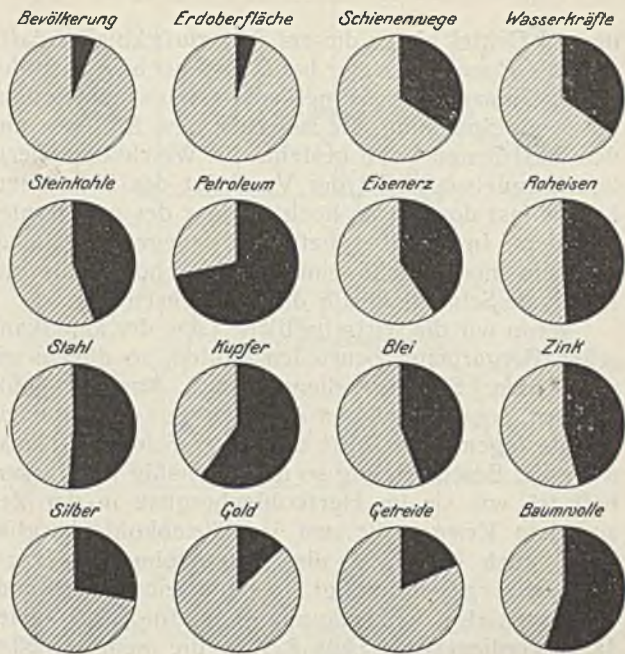 Bevölkerung Erdoberfläche Schienenwege Wasserkräfte
Steinkohle Petroleum Eisenerz Roheisen
Stahl Kupfer Blei Zink
Silber Gold Getreide Baumwolle